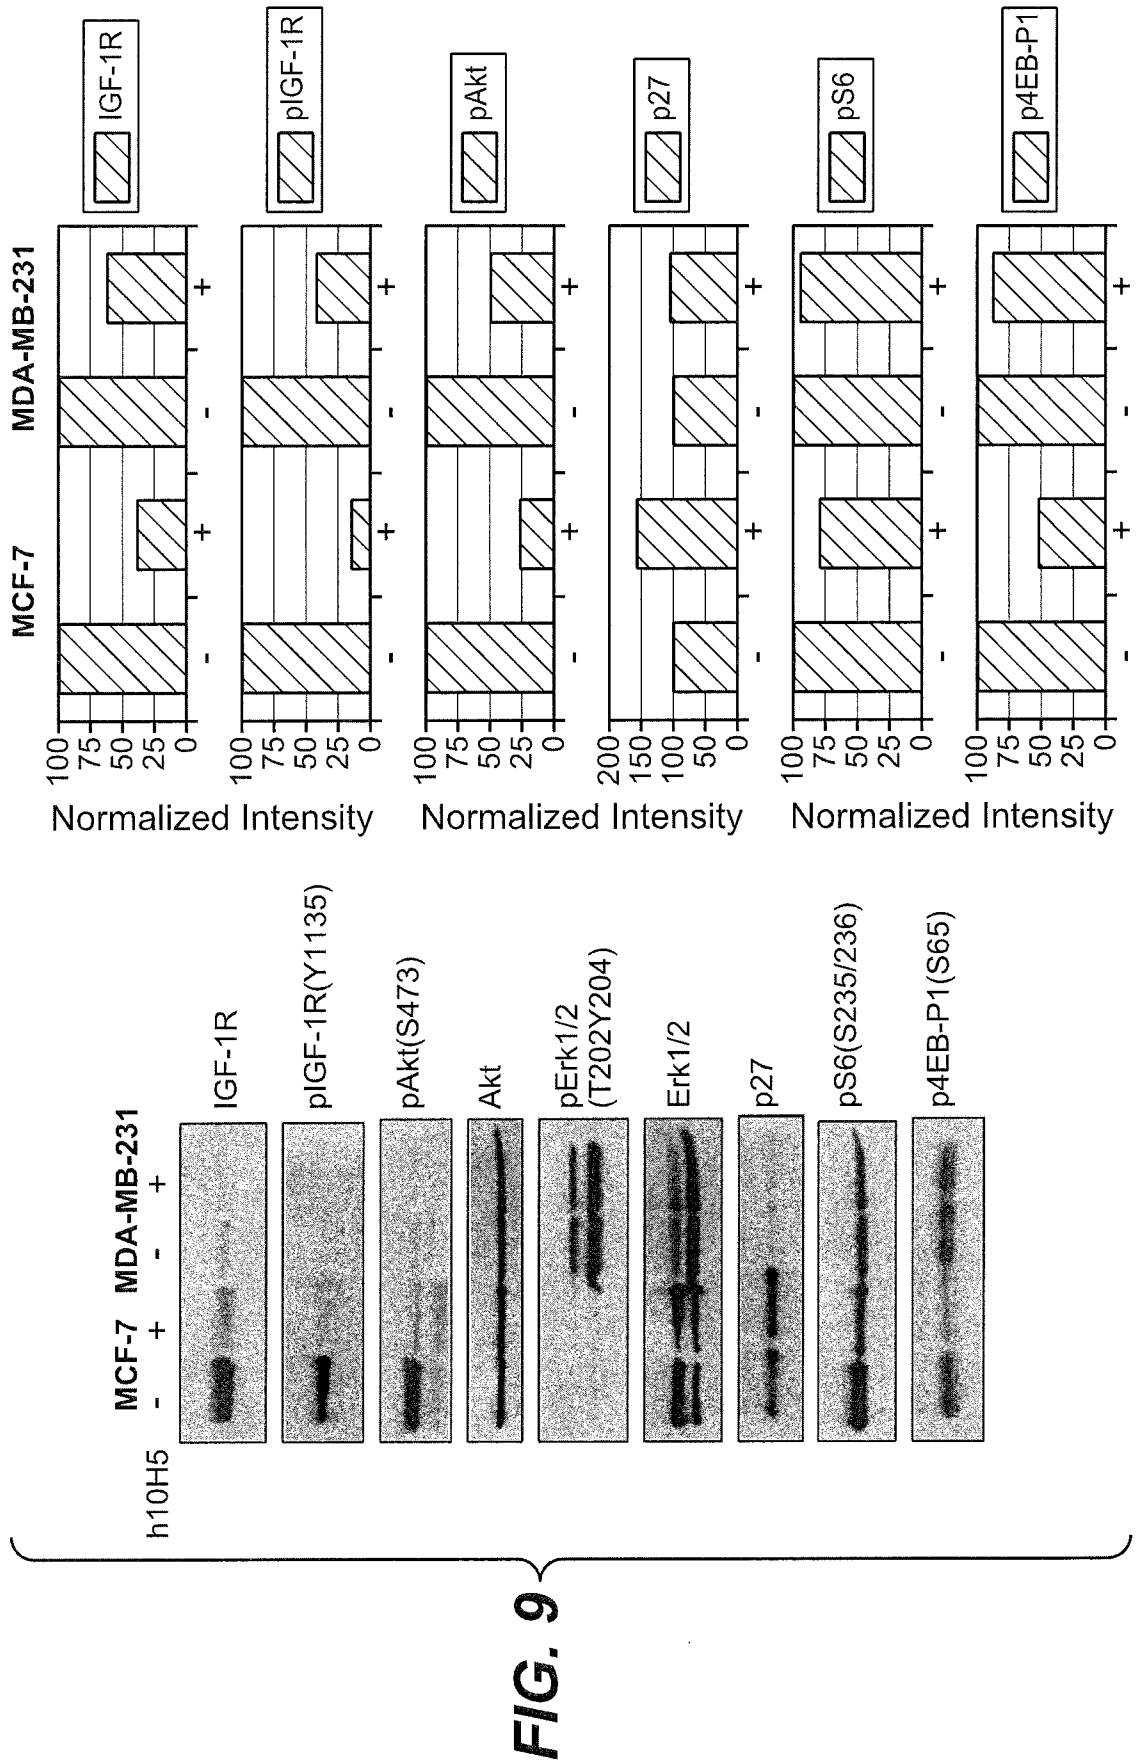 FIG. 9
h10H5
MCF-7 MDA-MB-231
- + - +
IGF-1R
pIGF-1R(Y1135)
pAkt(S473)
Akt
pErk1/2
(T202Y204)
Erk1/2
p27
pS6(S235/236)
p4EB-P1(S65)
MCF-7 MDA-MB-231
Normalized Intensity
100
75
50
25
0
- + - +
IGF-1R
100
75
50
25
0
- + - +
pIGF-1R
Normalized Intensity
100
75
50
25
0
- + - +
pAkt
200
150
100
50
0
- + - +
p27
Normalized Intensity
100
75
50
25
0
- + - +
pS6
100
75
50
25
0
- + - +
p4EB-P1